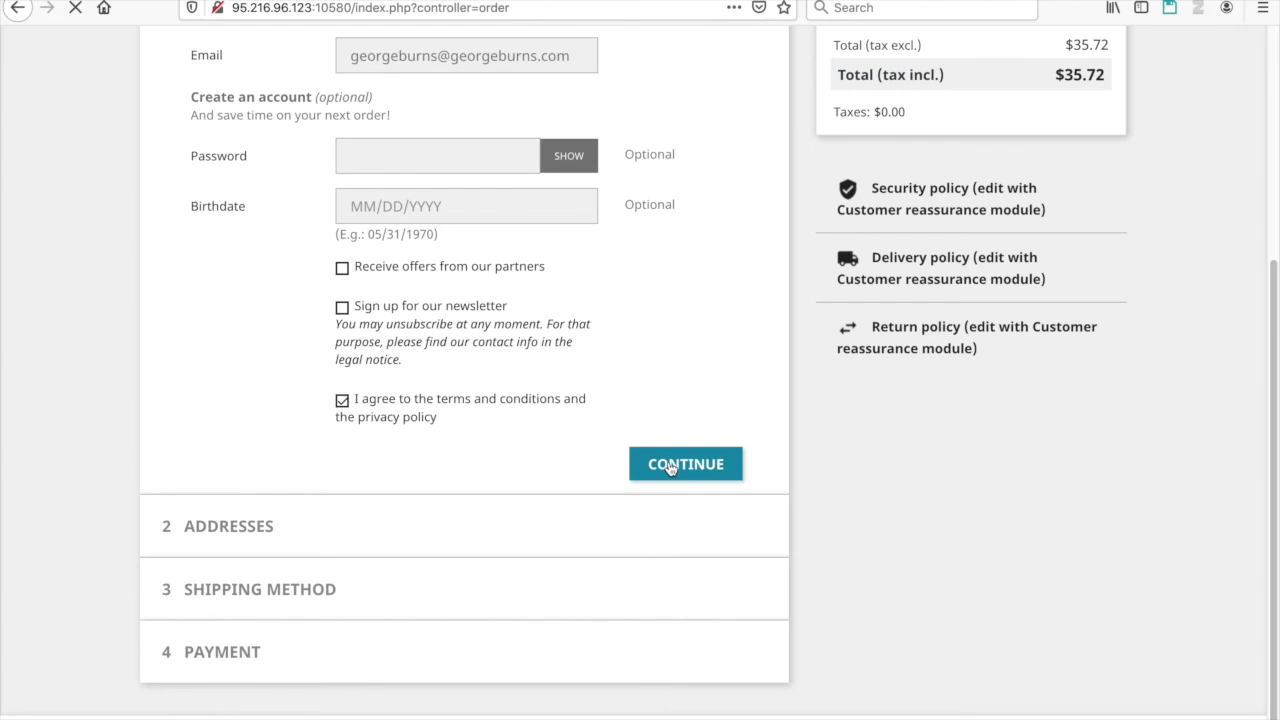 95.216.96.123:10580/index.php?controller=order
Search
Email
georgeburns@georgeburns.com
Create an account (optional)
And save time on your next order!
Password
SHOW
Optional
Birthdate
MM/DD/YYYY
Optional
(E.g.: 05/31/1970)
Receive offers from our partners
Sign up for our newsletter
You may unsubscribe at any moment. For that
purpose, please find our contact info in the
legal notice.
I agree to the terms and conditions and
the privacy policy
CONTINUE
2 ADDRESSES
3 SHIPPING METHOD
4 PAYMENT
Total (tax excl.) $35.72
Total (tax incl.) $35.72
Taxes: $0.00
Security policy (edit with
Customer reassurance module)
Delivery policy (edit with
Customer reassurance module)
Return policy (edit with Customer
reassurance module)